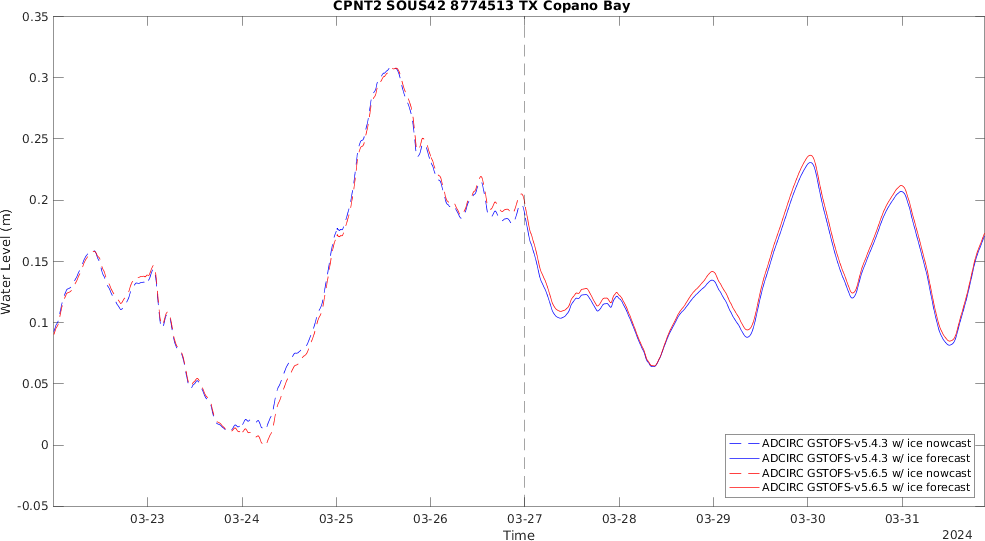 CPNT2 SOUS42 8774513 TX Copano Bay
0.35
0.3
0.25
0.2
0.15
0.1
0.05
0
-0.05
Water Level (m)
ADCIRC GSTOFS-v5.4.3 w/ ice nowcast
ADCIRC GSTOFS-v5.4.3 w/ ice forecast
ADCIRC GSTOFS-v5.6.5 w/ ice nowcast
ADCIRC GSTOFS-v5.6.5 w/ ice forecast
03-23 03-24 03-25 03-26 03-27 03-28 03-29 03-30 03-31
Time
2024